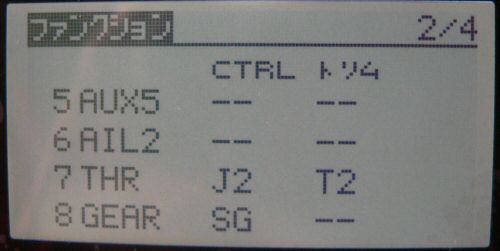 ファンクション 2/4
CTRL トリム
5 AUX5 -- --
6 AIL2 -- --
7 THR J2 T2
8 GEAR SG --